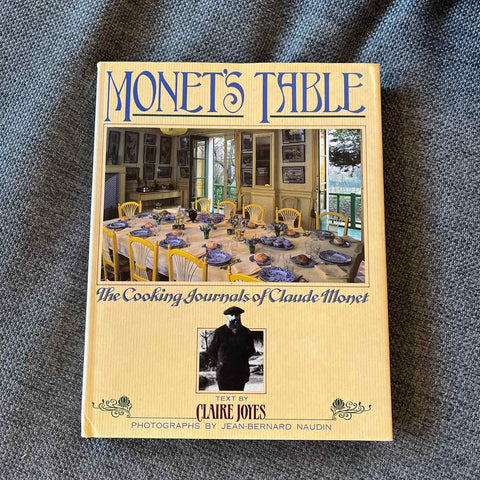 MONET'S TABLE
The Cooking Journals of Claude Monet
TEXT BY
CLAIRE JOYES
PHOTOGRAPHS BY JEAN-BERNARD NAUDIN